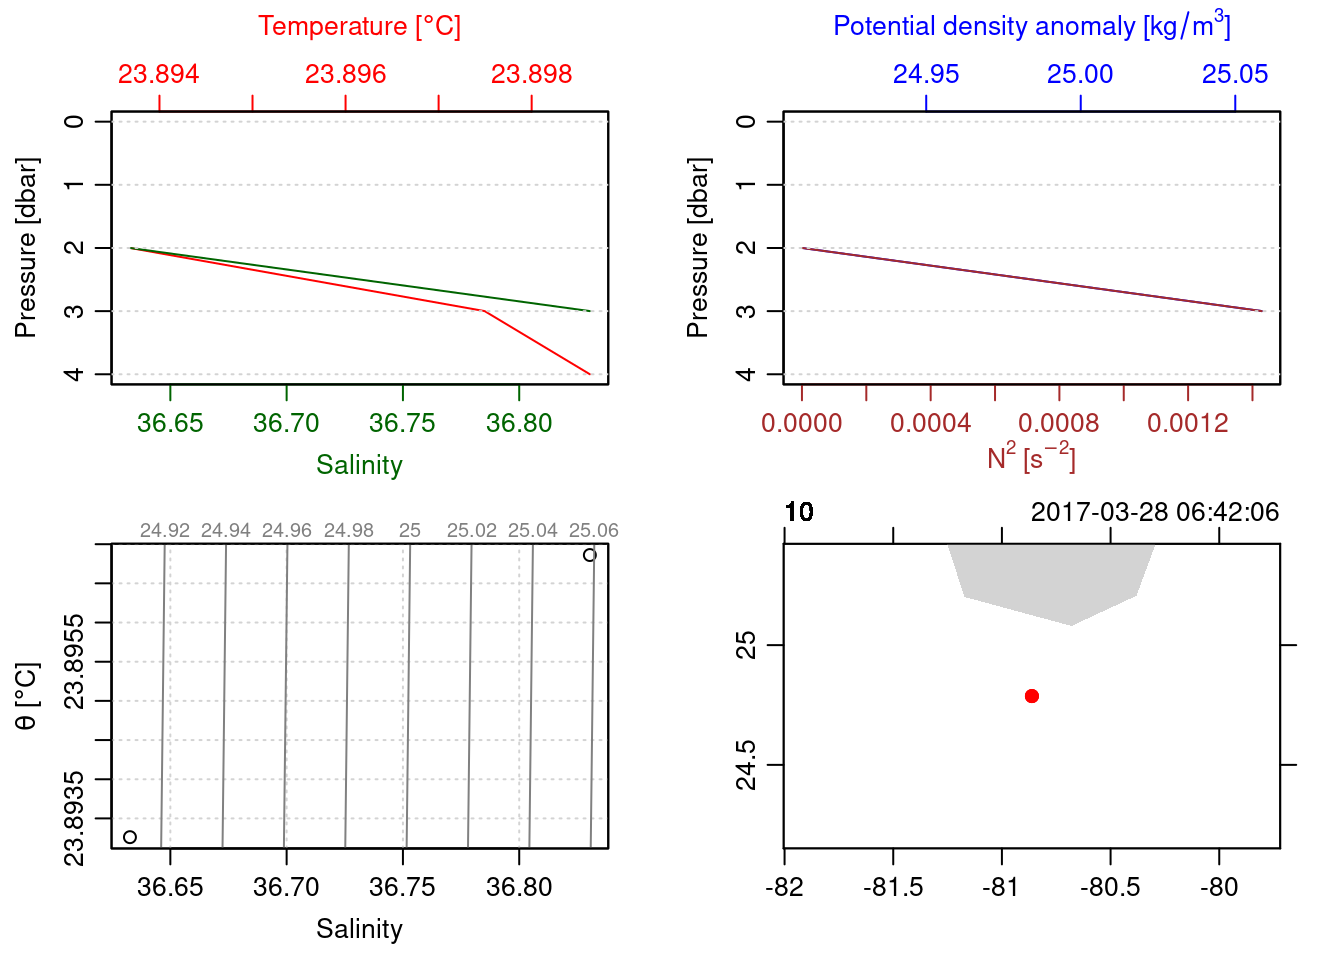 Temperature [°C]
23.894 23.896 23.898
0
1
2
3
4
Pressure [dbar]
36.65 36.70 36.75 36.80
Salinity
Potential density anomaly [kg/m³]
24.95 25.00 25.05
0
1
2
3
4
Pressure [dbar]
0.0000 0.0004 0.0008 0.0012
N² [s⁻²]
24.92 24.94 24.96 24.98 25 25.02 25.04 25.06
23.8955
23.8935
θ [°C]
36.65 36.70 36.75 36.80
Salinity
10 2017-03-28 06:42:06
25
24.5
-82 -81.5 -81 -80.5 -80